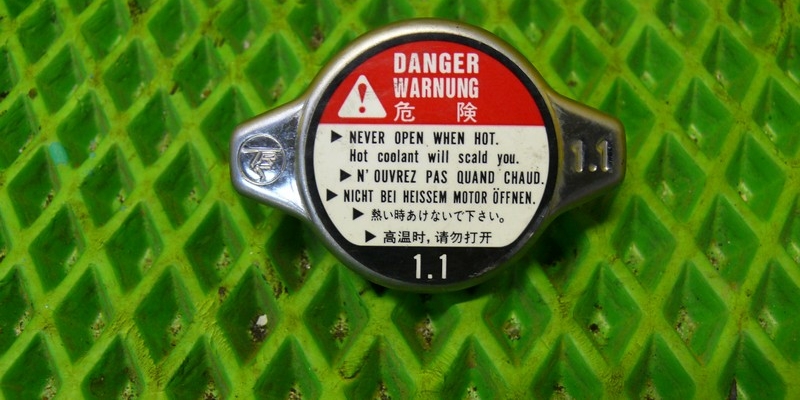 DANGER
WARNUNG
危 険
▶ NEVER OPEN WHEN HOT.
Hot coolant will scald you.
▶ N'OUVREZ PAS QUAND CHAUD.
▶ NICHT BEI HEISSEM MOTOR ÖFFNEN.
▶ 熱い時あけないで下さい。
▶ 高温时,请勿打开
1.1
1.1